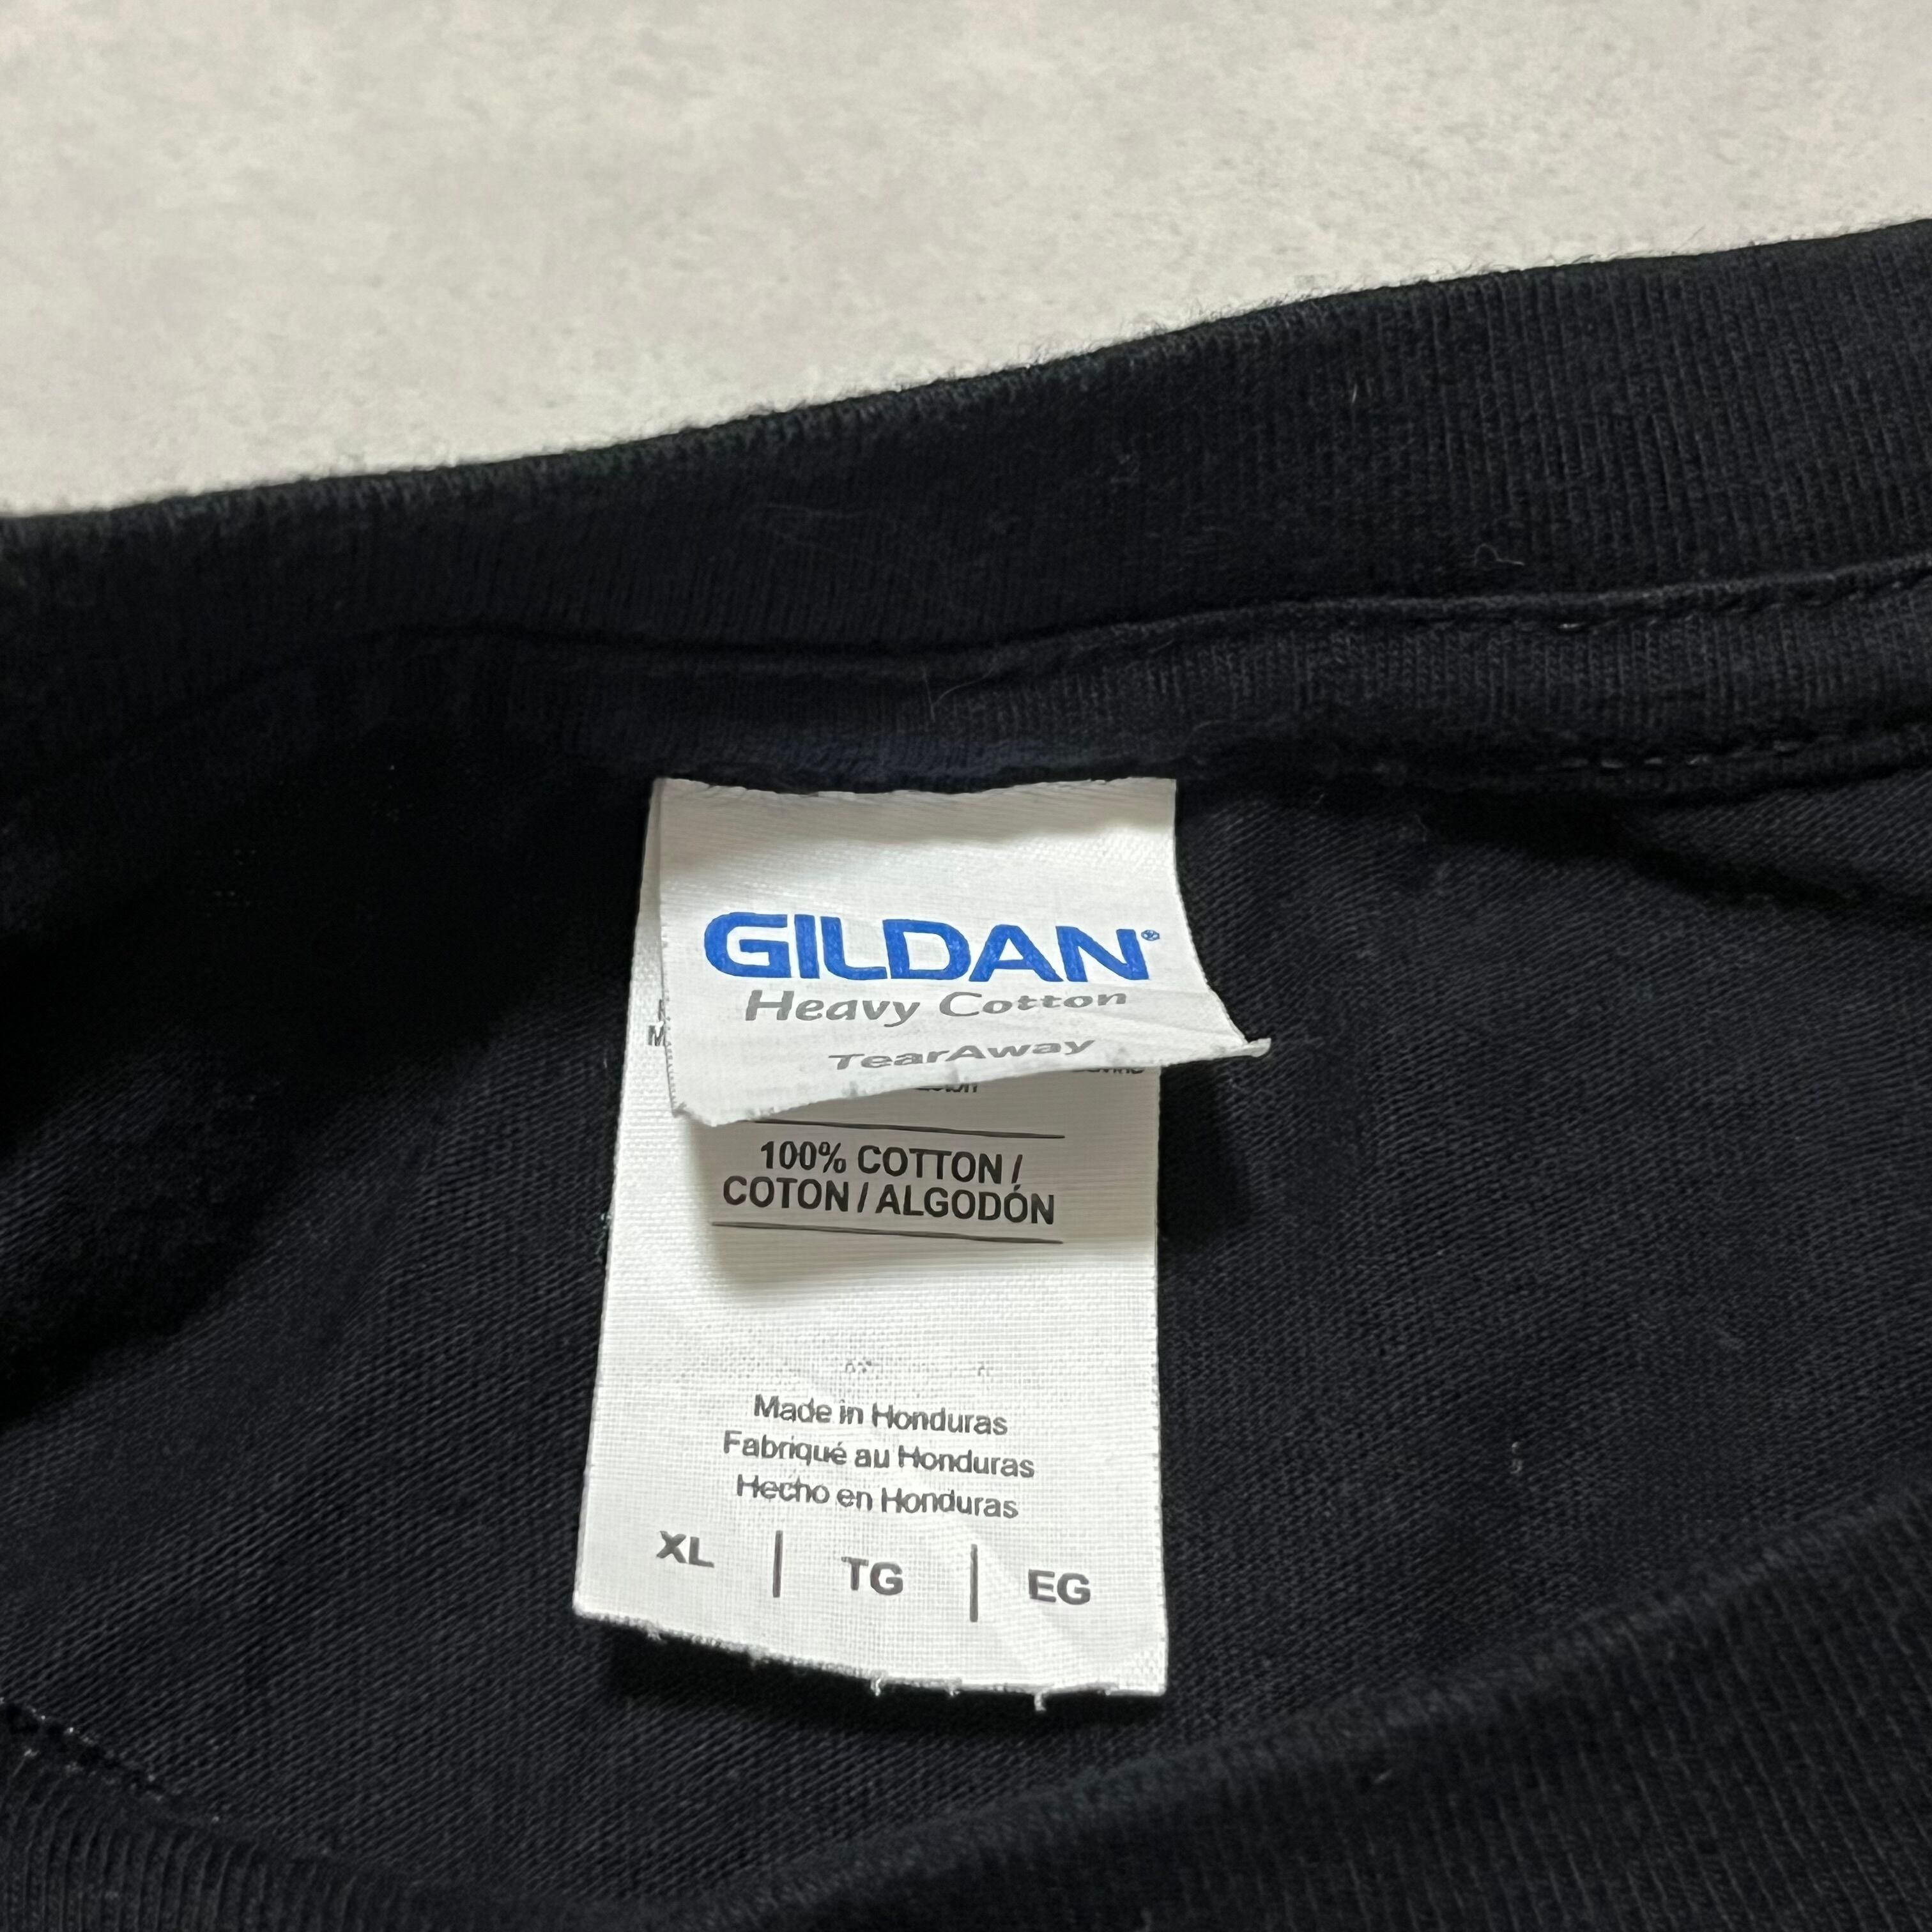 GILDAN®
Heavy Cotton
TearAway
100% COTTON /
COTON / ALGODÓN
Made in Honduras
Fabriqué au Honduras
Hecho en Honduras
XL | TG | EG